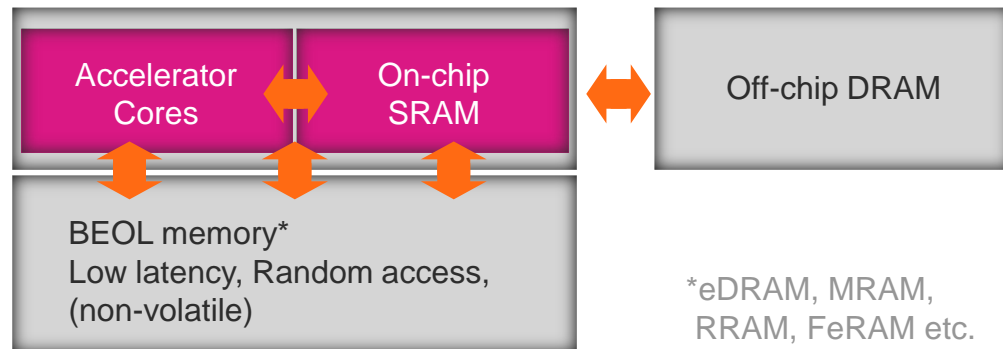 Accelerator
Cores
On-chip
SRAM
Off-chip DRAM
BEOL memory*
Low latency, Random access,
(non-volatile)
*eDRAM, MRAM,
RRAM, FeRAM etc.